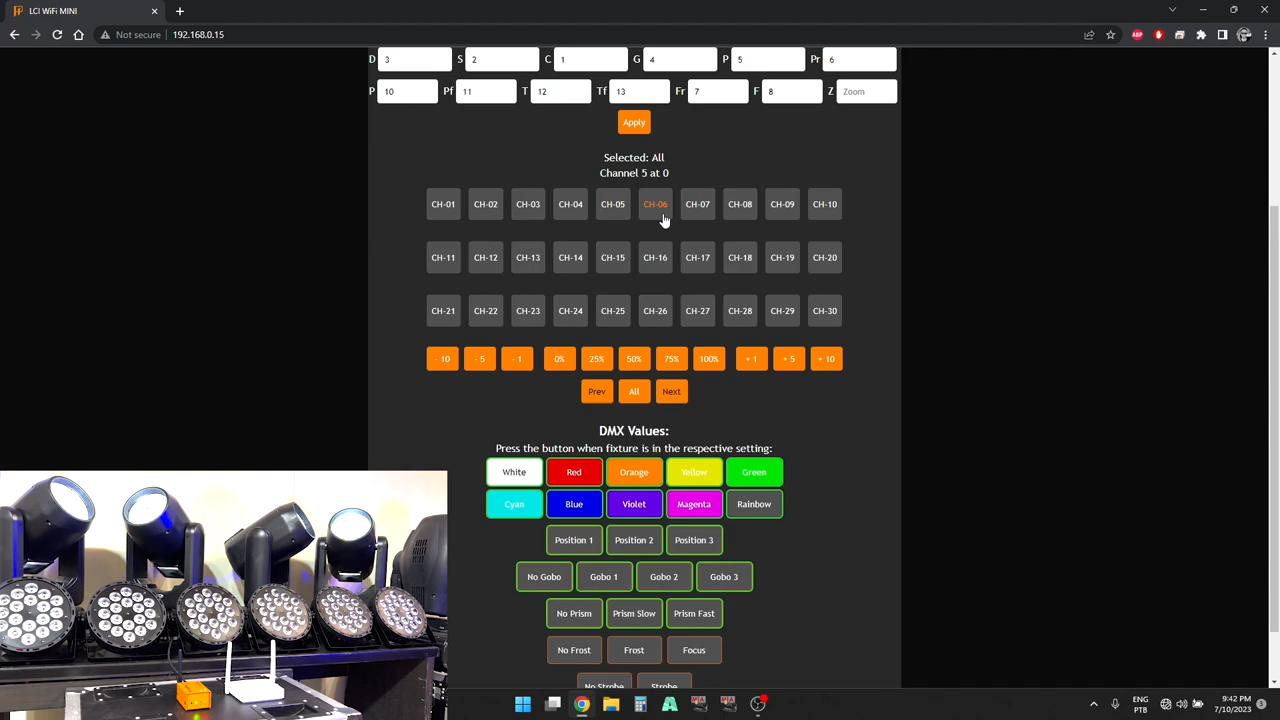 LCI WiFi MINI
Not secure 192.168.0.15
D 3 S 2 C 1 G 4 P 5 Pr 6
P 10 Pf 11 T 12 Tf 13 Fr 7 F 8 Z Zoom
Apply
Selected: All
Channel 5 at 0
CH-01 CH-02 CH-03 CH-04 CH-05 CH-06 CH-07 CH-08 CH-09 CH-10
CH-11 CH-12 CH-13 CH-14 CH-15 CH-16 CH-17 CH-18 CH-19 CH-20
CH-21 CH-22 CH-23 CH-24 CH-25 CH-26 CH-27 CH-28 CH-29 CH-30
- 10 - 5 - 1 0% 25% 50% 75% 100% + 1 + 5 + 10
Prev All Next
DMX Values:
Press the button when fixture is in the respective setting:
White Red Orange Yellow Green
Cyan Blue Violet Magenta Rainbow
Position 1 Position 2 Position 3
No Gobo Gobo 1 Gobo 2 Gobo 3
No Prism Prism Slow Prism Fast
No Frost Frost Focus
No Strobe Strobe
ENG 9:42 PM
PTB 7/10/2023